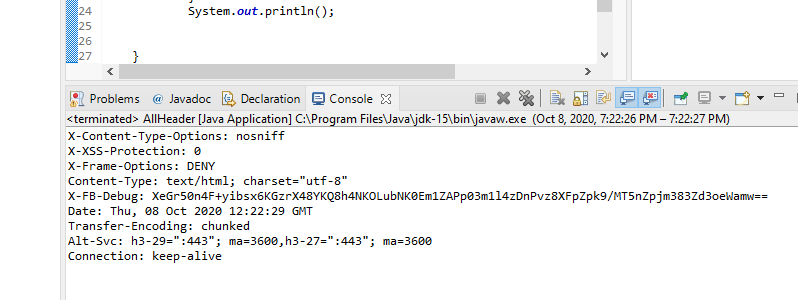 24 System.out.println();
25
26
27 }
Problems @ Javadoc Declaration Console
<terminated> AllHeader [Java Application] C:\Program Files\Java\jdk-15\bin\javaw.exe (Oct 8, 2020, 7:22:26 PM – 7:22:27 PM)
X-Content-Type-Options: nosniff
X-XSS-Protection: 0
X-Frame-Options: DENY
Content-Type: text/html; charset="utf-8"
X-FB-Debug: XeGr50n4F+yibsx6KGzrX48YKQ8h4NKOLubNK0Em1ZAPp03m1l4zDnPvz8XFpZpk9/MT5nZpjm383Zd3oeWamw==
Date: Thu, 08 Oct 2020 12:22:29 GMT
Transfer-Encoding: chunked
Alt-Svc: h3-29=":443"; ma=3600,h3-27=":443"; ma=3600
Connection: keep-alive